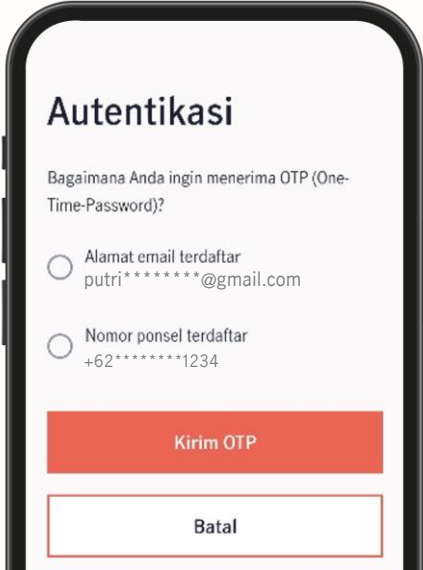 Autentikasi
Bagaimana Anda ingin menerima OTP (One-
Time-Password)?
Alamat email terdaftar
putri********@gmail.com
Nomor ponsel terdaftar
+62********1234
Kirim OTP
Batal